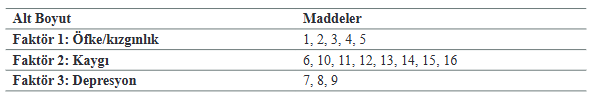 Alt Boyut Maddeler
Faktör 1: Öfke/kızgınlık 1, 2, 3, 4, 5
Faktör 2: Kaygı 6, 10, 11, 12, 13, 14, 15, 16
Faktör 3: Depresyon 7, 8, 9